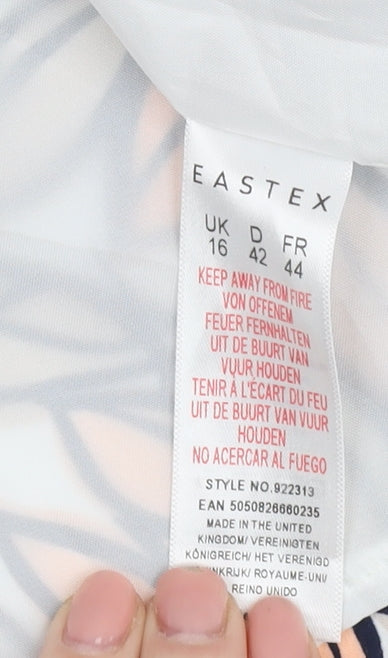 EASTEX
UK D FR
16 42 44
KEEP AWAY FROM FIRE
VON OFFENEM
FEUER FERNHALTEN
UIT DE BUURT VAN
VUUR HOUDEN
TENIR À L'ÉCART DU FEU
UIT DE BUURT VAN VUUR
HOUDEN
NO ACERCAR AL FUEGO
STYLE NO.922313
EAN 5050826660235
MADE IN THE UNITED
KINGDOM/ VEREINIGTEN
KÖNIGREICH/ HET VERENIGD
NKRIJK/ ROYAUME-UNI/
REINO UNIDO